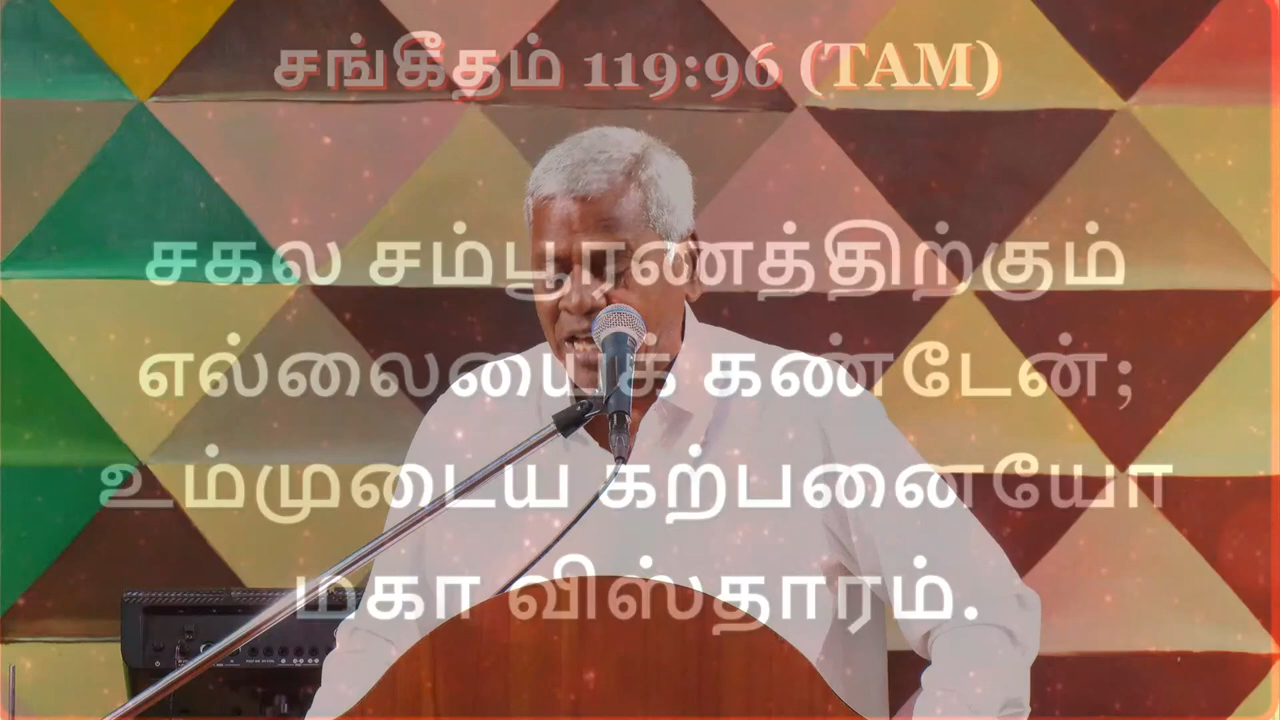 சங்கீதம் 119:96 (TAM)
சகல சம்பூரணத்திற்கும்
எல்லையைக் கண்டேன்;
உம்முடைய கற்பனையோ
மகா விஸ்தாரம்.